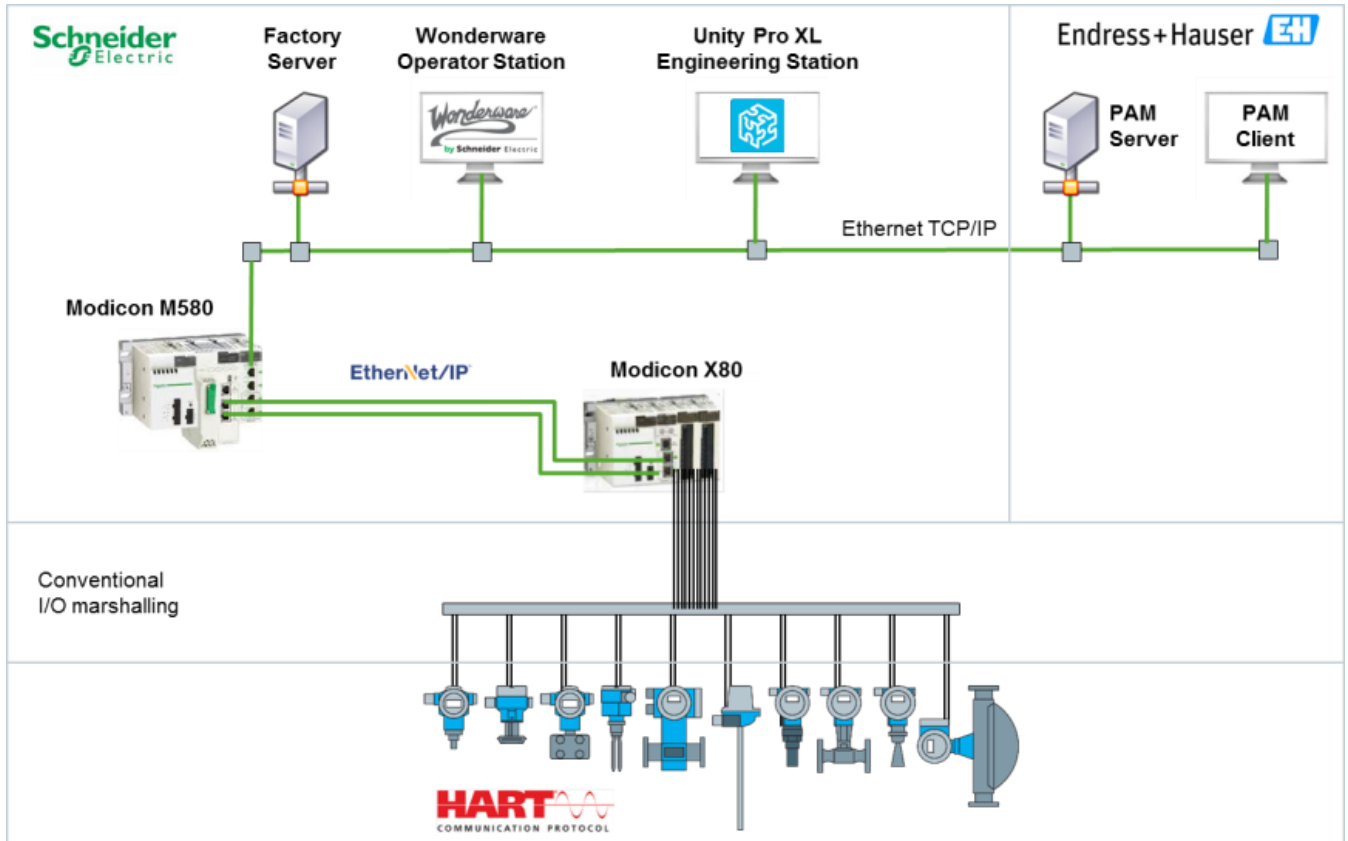 Schneider
Electric
Factory
Server
Wonderware
Operator Station
Unity Pro XL
Engineering Station
Endress+Hauser EH
Wonderware
by Schneider Electric
PAM
Server
PAM
Client
Ethernet TCP/IP
Modicon M580
EtherNet/IP
Modicon X80
Conventional
I/O marshalling
HART
COMMUNICATION PROTOCOL